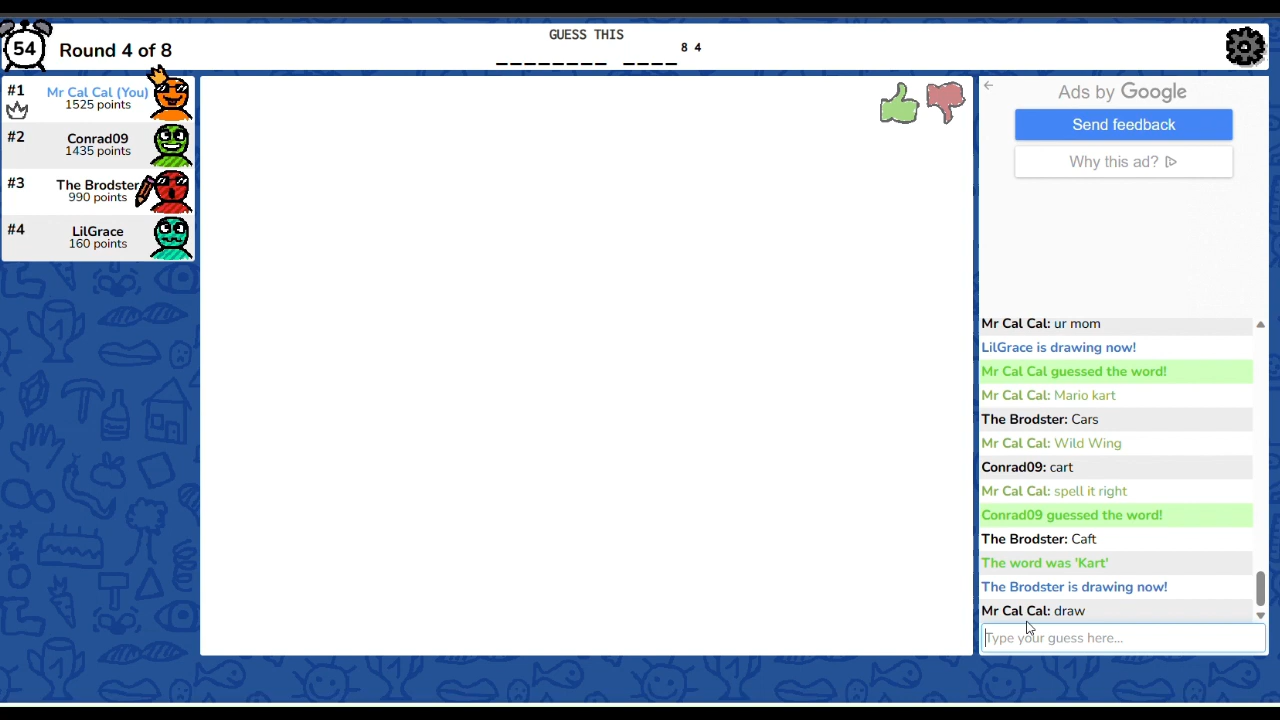 54
Round 4 of 8
GUESS THIS
________ ____ 8 4
#1
Mr Cal Cal (You)
1525 points
#2
Conrad09
1435 points
#3
The Brodster
990 points
#4
LilGrace
160 points
Ads by Google
Send feedback
Why this ad?
Mr Cal Cal: ur mom
LilGrace is drawing now!
Mr Cal Cal guessed the word!
Mr Cal Cal: Mario kart
The Brodster: Cars
Mr Cal Cal: Wild Wing
Conrad09: cart
Mr Cal Cal: spell it right
Conrad09 guessed the word!
The Brodster: Caft
The word was 'Kart'
The Brodster is drawing now!
Mr Cal Cal: draw
Type your guess here...